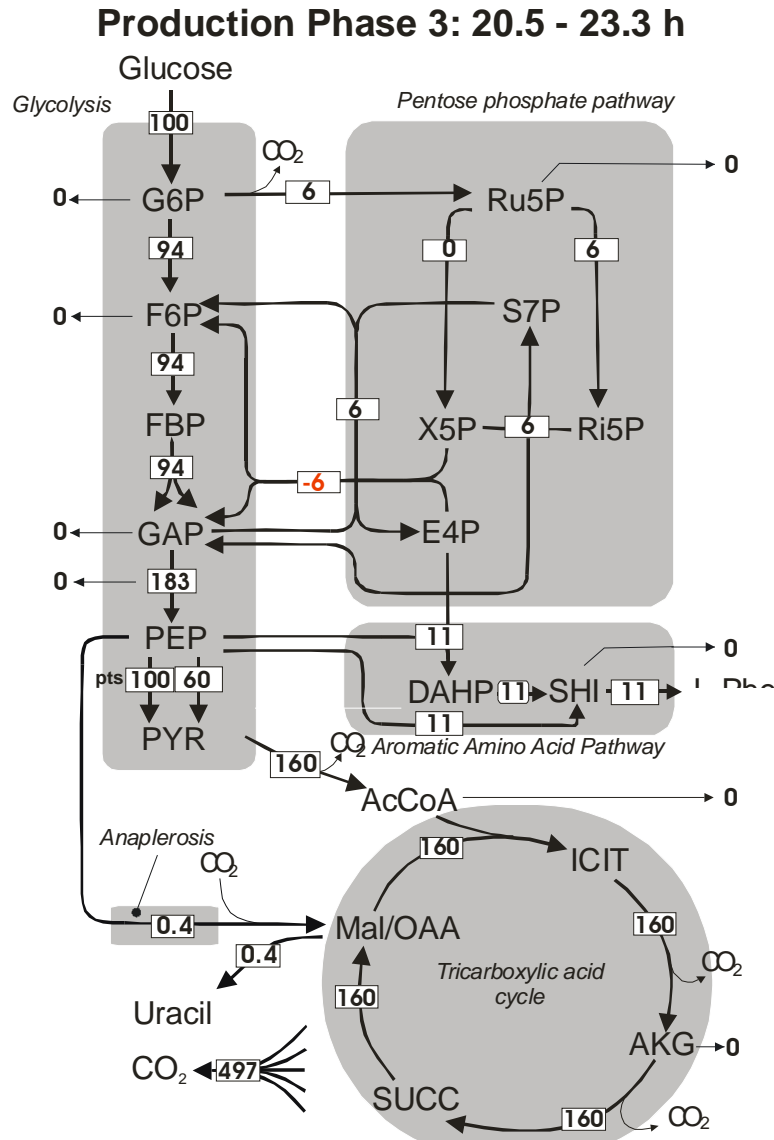 Production Phase 3: 20.5 - 23.3 h
Glucose
Glycolysis
Pentose phosphate pathway
100
CO2
0
G6P
6
Ru5P
0
94
0
6
0
F6P
S7P
94
6
FBP
X5P
6
Ri5P
94
-6
0
GAP
E4P
0
183
PEP
11
0
pts
100
60
DAHP
11
SHI
11
PYR
11
CO2
Aromatic Amino Acid Pathway
160
AcCoA
0
Anaplerosis
160
ICIT
CO2
0.4
Mal/OAA
160
0.4
Tricarboxylic acid
cycle
CO2
160
Uracil
AKG
0
CO2
497
SUCC
160
CO2